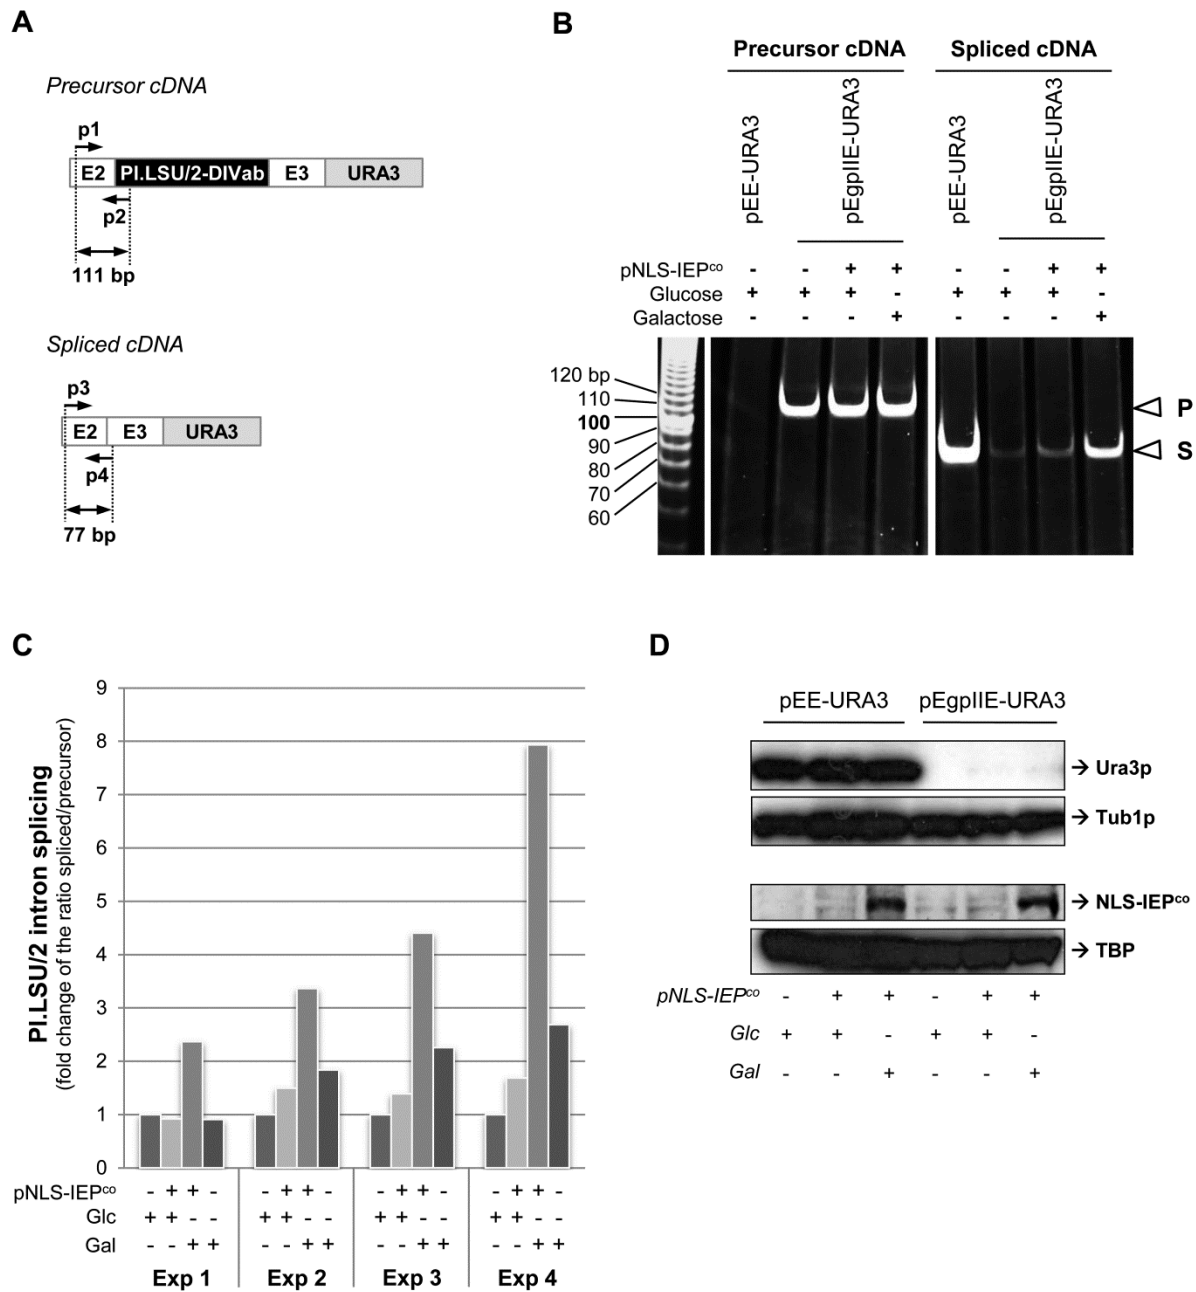 A
Precursor cDNA
p1
E2 Pl.LSU/2-DIVab E3 URA3
p2
111 bp
Spliced cDNA
p3
E2 E3 URA3
p4
77 bp
B
Precursor cDNA Spliced cDNA
pEE-URA3
pEgpIIE-URA3
pEE-URA3
pEgpIIE-URA3
pNLS-IEPco - - + + - - + +
Glucose + + + - + + + -
Galactose - - - + - - - +
120 bp
110
100
90
80
70
60
P
S
C
Pl.LSU/2 intron splicing
(fold change of the ratio spliced/precursor)
9
8
7
6
5
4
3
2
1
0
pNLS-IEPco - + + - - + + - - + + - - + + -
Glc + + - - + + - - + + - - + + - -
Gal - - + + - - + + - - + + - - + +
Exp 1 Exp 2 Exp 3 Exp 4
D
pEE-URA3 pEgpIIE-URA3
→ Ura3p
→ Tub1p
→ NLS-IEPco
→ TBP
pNLS-IEPco - + + - + +
Glc + + - + + -
Gal - - + - - +